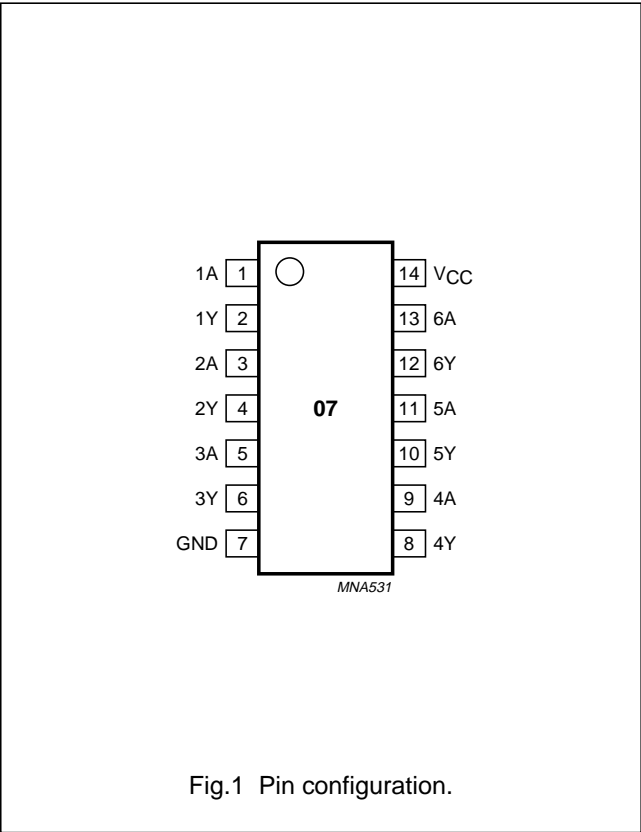 1A 1 14 VCC
1Y 2 13 6A
2A 3 12 6Y
2Y 4 07 11 5A
3A 5 10 5Y
3Y 6 9 4A
GND 7 8 4Y
MNA531
Fig.1 Pin configuration.